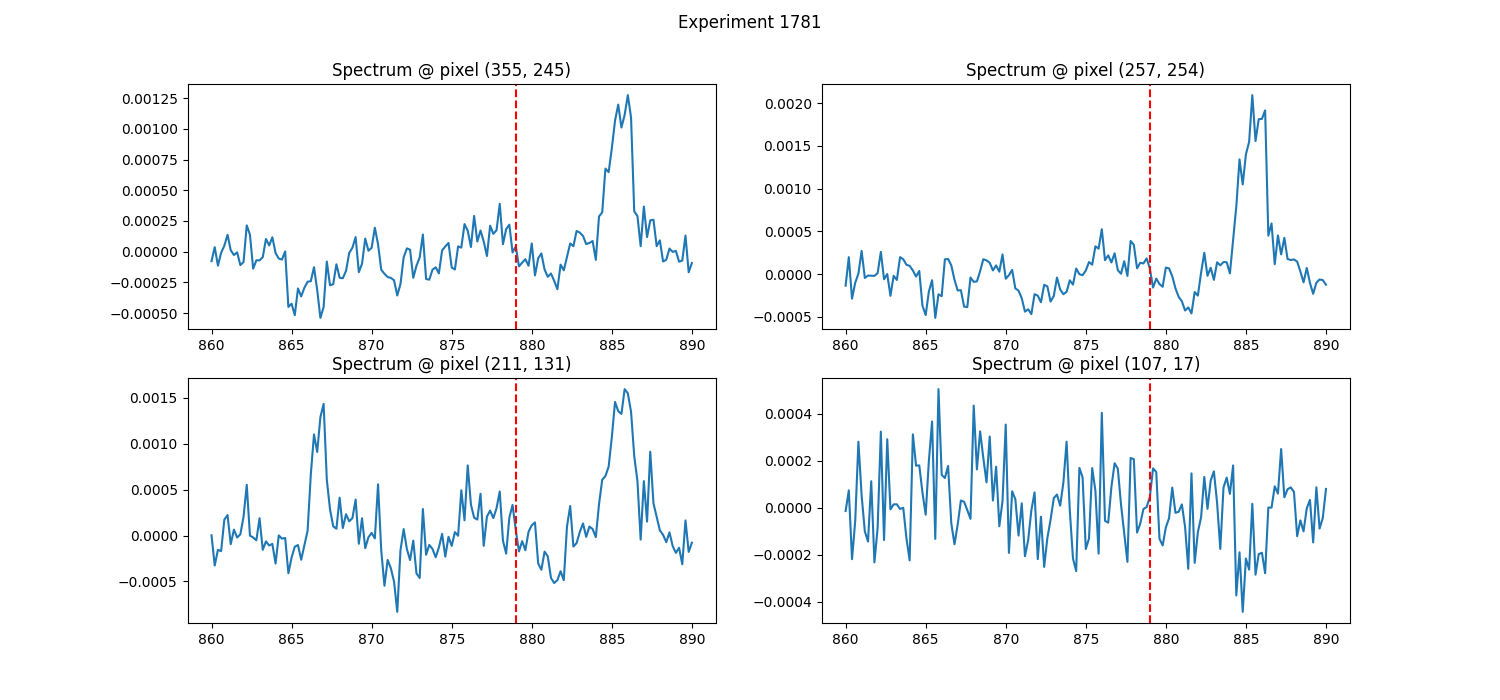 Experiment 1781
Spectrum @ pixel (355, 245)
0.00125
0.00100
0.00075
0.00050
0.00025
0.00000
−0.00025
−0.00050
860 865 870 875 880 885 890
Spectrum @ pixel (257, 254)
0.0020
0.0015
0.0010
0.0005
0.0000
−0.0005
860 865 870 875 880 885 890
Spectrum @ pixel (211, 131)
0.0015
0.0010
0.0005
0.0000
−0.0005
860 865 870 875 880 885 890
Spectrum @ pixel (107, 17)
0.0004
0.0002
0.0000
−0.0002
−0.0004
860 865 870 875 880 885 890